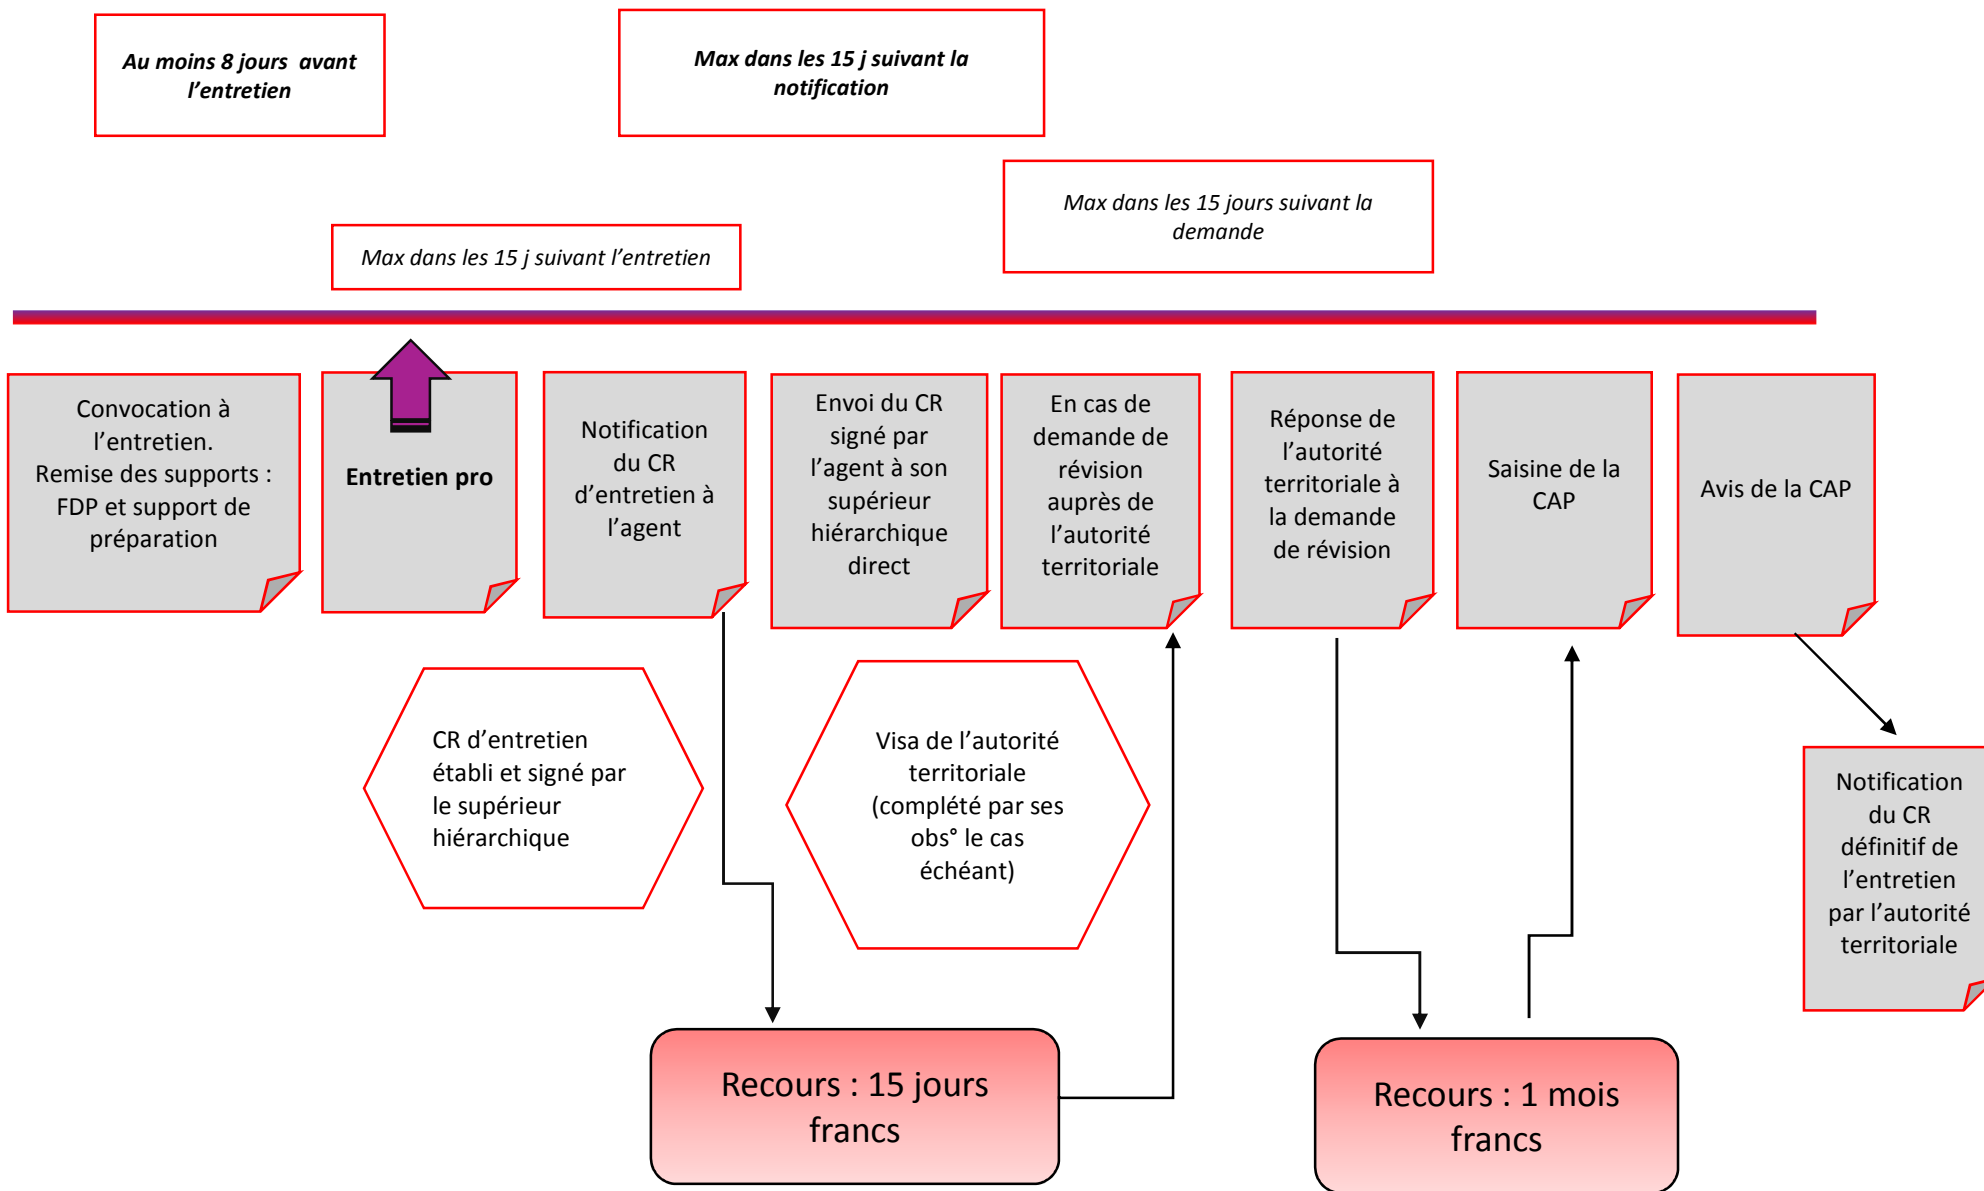 Au moins 8 jours avant
l’entretien
Max dans les 15 j suivant la
notification
Max dans les 15 jours suivant la
demande
Max dans les 15 j suivant l’entretien
Convocation à
l’entretien.
Remise des supports :
FDP et support de
préparation
Entretien pro
Notification
du CR
d’entretien à
l’agent
Envoi du CR
signé par
l’agent à son
supérieur
hiérarchique
direct
En cas de
demande de
révision
auprès de
l’autorité
territoriale
Réponse de
l’autorité
territoriale à
la demande
de révision
Saisine de la
CAP
Avis de la CAP
CR d’entretien
établi et signé par
le supérieur
hiérarchique
Visa de l’autorité
territoriale
(complété par ses
obs° le cas
échéant)
Notification
du CR
définitif de
l’entretien
par l’autorité
territoriale
Recours : 15 jours
francs
Recours : 1 mois
francs